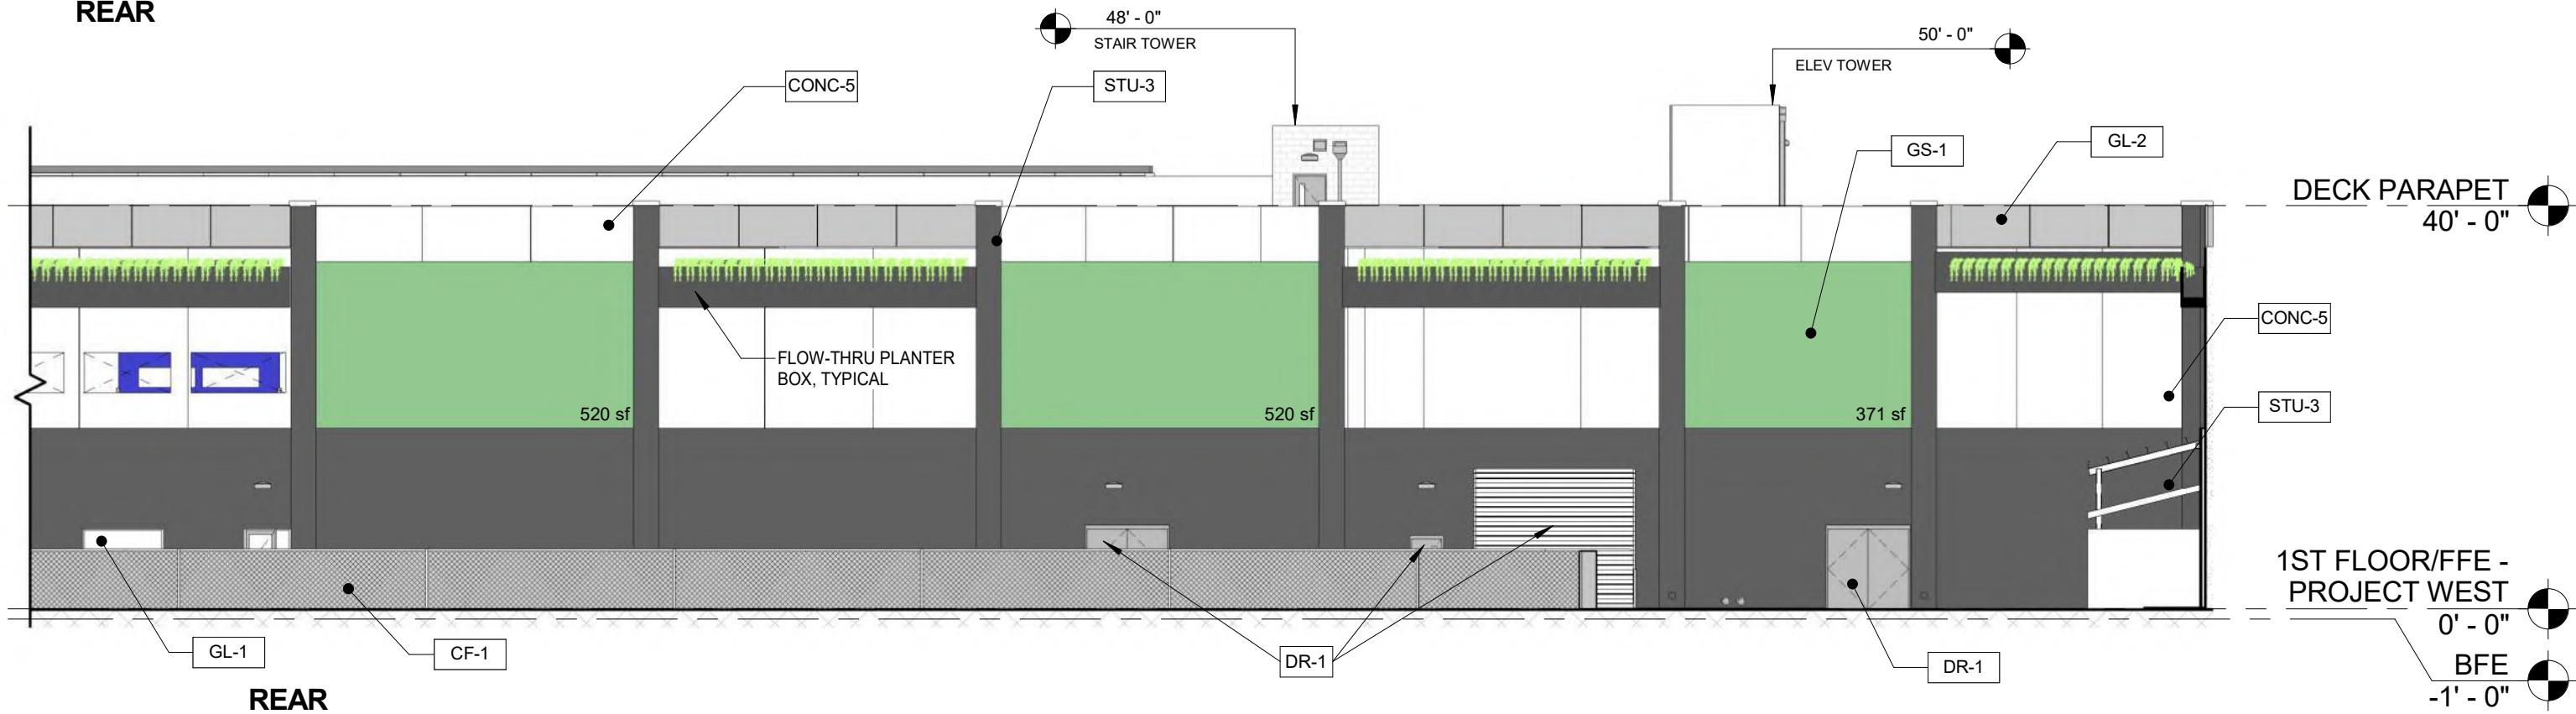 REAR
48' - 0"
STAIR TOWER
50' - 0"
ELEV TOWER
CONC-5
STU-3
GS-1
GL-2
DECK PARAPET
40' - 0"
CONC-5
FLOW-THRU PLANTER
BOX, TYPICAL
520 sf
520 sf
371 sf
STU-3
1ST FLOOR/FFE -
PROJECT WEST
0' - 0"
GL-1
CF-1
DR-1
DR-1
BFE
-1' - 0"
REAR